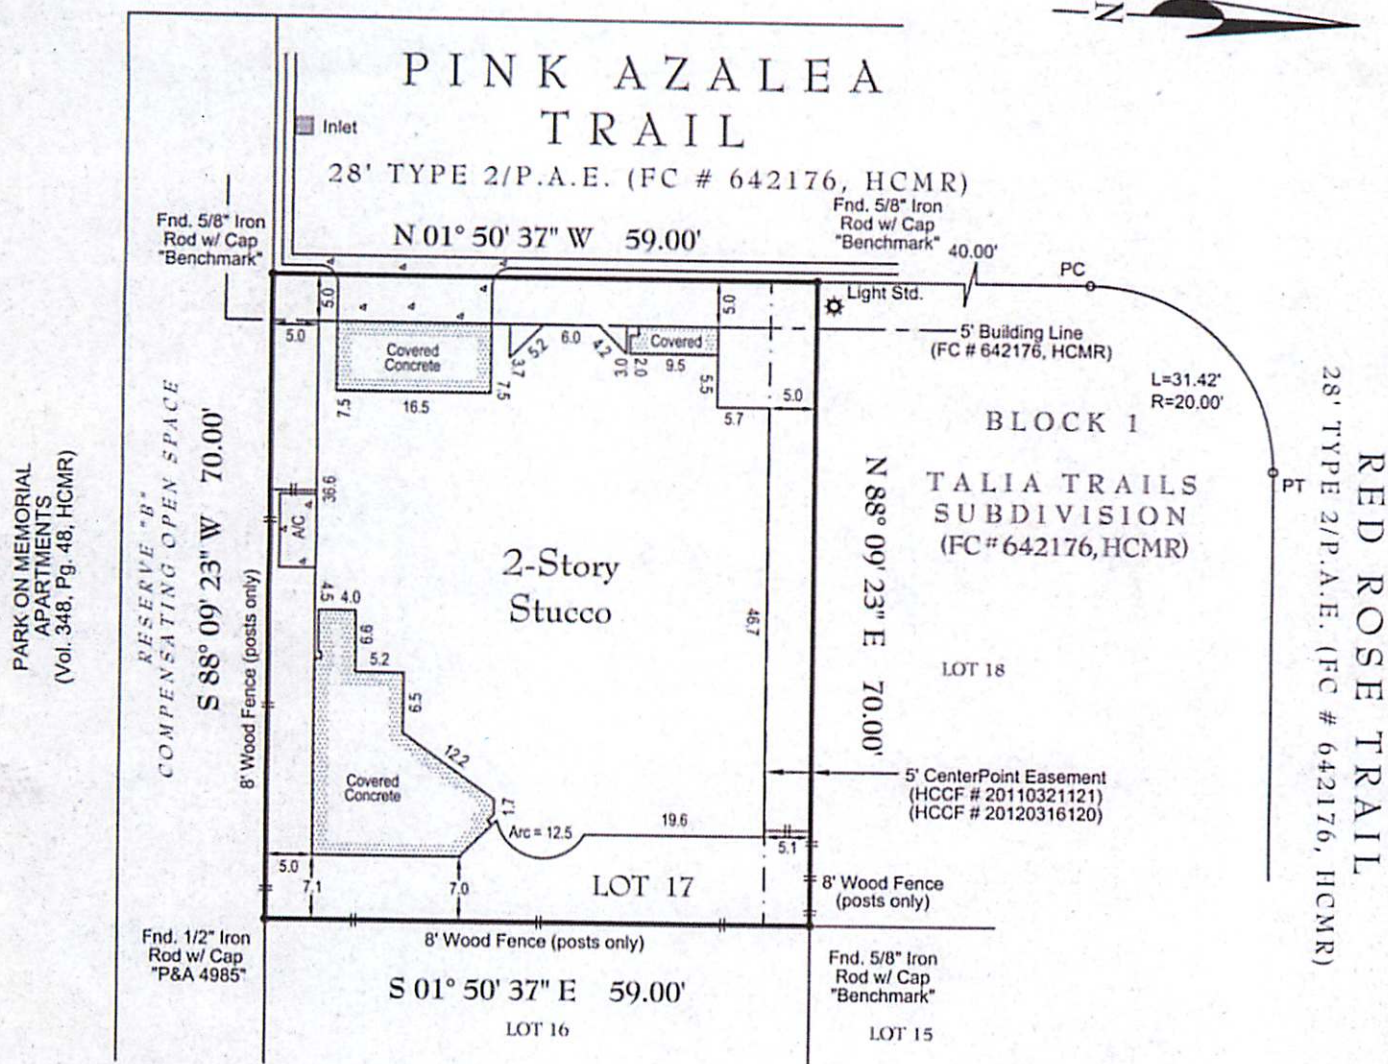 N
PINK AZALEA
TRAIL
28' TYPE 2/P.A.E. (FC # 642176, HCMR)
Inlet
Fnd. 5/8" Iron
Rod w/ Cap
"Benchmark"
N 01° 50' 37" W 59.00'
Fnd. 5/8" Iron
Rod w/ Cap
"Benchmark"
40.00'
PC
Light Std.
5' Building Line
(FC # 642176, HCMR)
L=31.42'
R=20.00'
PT
5.0
5.0
5.0
Covered
Concrete
7.5
16.5
7.5
3.7
5.2
6.0
4.2
3.0
2.0
Covered
9.5
5.5
5.7
5.0
BLOCK 1
TALIA TRAILS
SUBDIVISION
(FC # 642176, HCMR)
LOT 18
RED ROSE TRAIL
28' TYPE 2/P.A.E. (FC # 642176, HCMR)
N 88° 09' 23" E 70.00'
PARK ON MEMORIAL
APARTMENTS
(Vol. 348, Pg. 48, HCMR)
RESERVE "B"
COMPENSATING OPEN SPACE
S 88° 09' 23" W 70.00'
8' Wood Fence (posts only)
36.6
A/C
2-Story
Stucco
46.7
4.5
4.0
6.6
5.2
6.5
12.2
1.7
Covered
Concrete
Arc = 12.5
19.6
5.1
5' CenterPoint Easement
(HCCF # 20110321121)
(HCCF # 20120316120)
5.0
7.1
7.0
LOT 17
8' Wood Fence
(posts only)
8' Wood Fence (posts only)
Fnd. 1/2" Iron
Rod w/ Cap
"P&A 4985"
S 01° 50' 37" E 59.00'
Fnd. 5/8" Iron
Rod w/ Cap
"Benchmark"
LOT 16
LOT 15